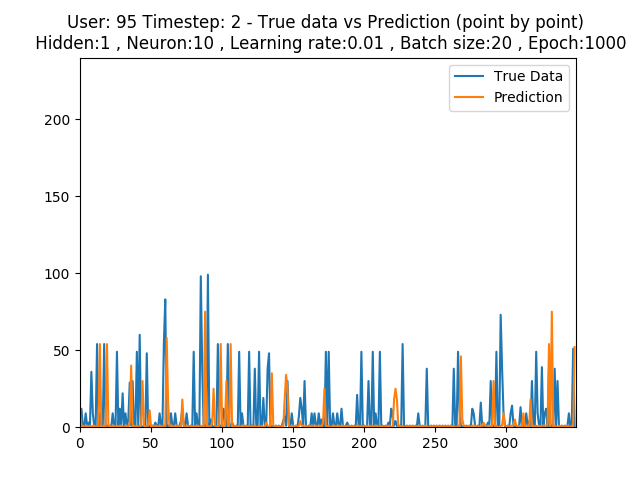 User: 95 Timestep: 2 - True data vs Prediction (point by point)
Hidden:1 , Neuron:10 , Learning rate:0.01 , Batch size:20 , Epoch:1000
True Data
Prediction
200
150
100
50
0
0 50 100 150 200 250 300